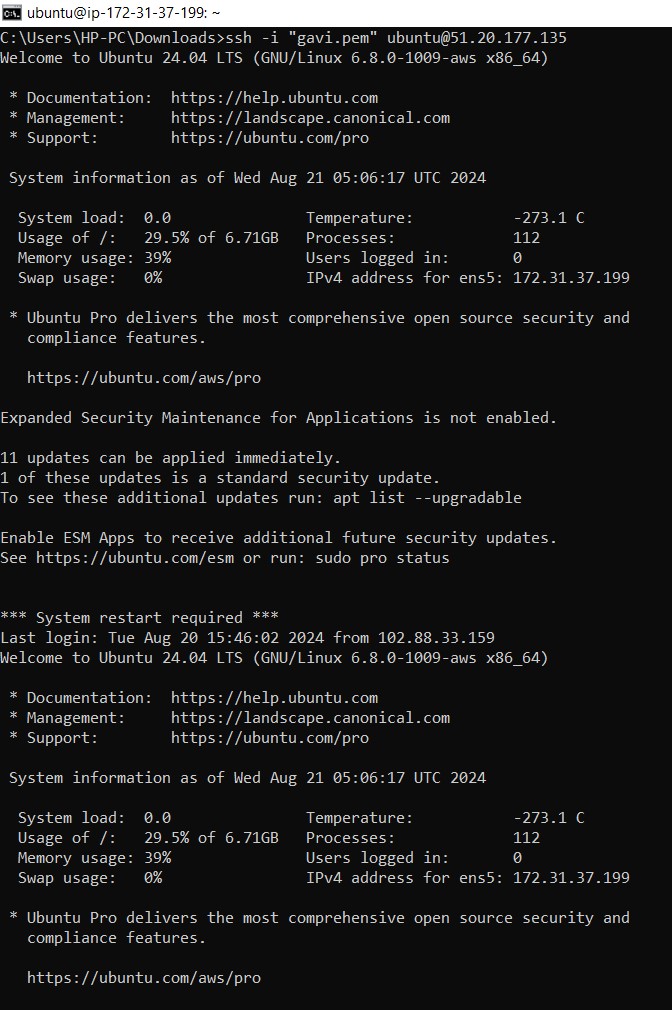 ubuntu@ip-172-31-37-199: ~
C:\Users\HP-PC\Downloads>ssh -i "gavi.pem" ubuntu@51.20.177.135
Welcome to Ubuntu 24.04 LTS (GNU/Linux 6.8.0-1009-aws x86_64)
* Documentation:  https://help.ubuntu.com
* Management:     https://landscape.canonical.com
* Support:        https://ubuntu.com/pro
System information as of Wed Aug 21 05:06:17 UTC 2024
System load:  0.0               Temperature:           -273.1 C
Usage of /:   29.5% of 6.71GB   Processes:             112
Memory usage: 39%               Users logged in:       0
Swap usage:   0%                IPv4 address for ens5: 172.31.37.199
* Ubuntu Pro delivers the most comprehensive open source security and
compliance features.
https://ubuntu.com/aws/pro
Expanded Security Maintenance for Applications is not enabled.
11 updates can be applied immediately.
1 of these updates is a standard security update.
To see these additional updates run: apt list --upgradable
Enable ESM Apps to receive additional future security updates.
See https://ubuntu.com/esm or run: sudo pro status
*** System restart required ***
Last login: Tue Aug 20 15:46:02 2024 from 102.88.33.159
Welcome to Ubuntu 24.04 LTS (GNU/Linux 6.8.0-1009-aws x86_64)
* Documentation:  https://help.ubuntu.com
* Management:     https://landscape.canonical.com
* Support:        https://ubuntu.com/pro
System information as of Wed Aug 21 05:06:17 UTC 2024
System load:  0.0               Temperature:           -273.1 C
Usage of /:   29.5% of 6.71GB   Processes:             112
Memory usage: 39%               Users logged in:       0
Swap usage:   0%                IPv4 address for ens5: 172.31.37.199
* Ubuntu Pro delivers the most comprehensive open source security and
compliance features.
https://ubuntu.com/aws/pro